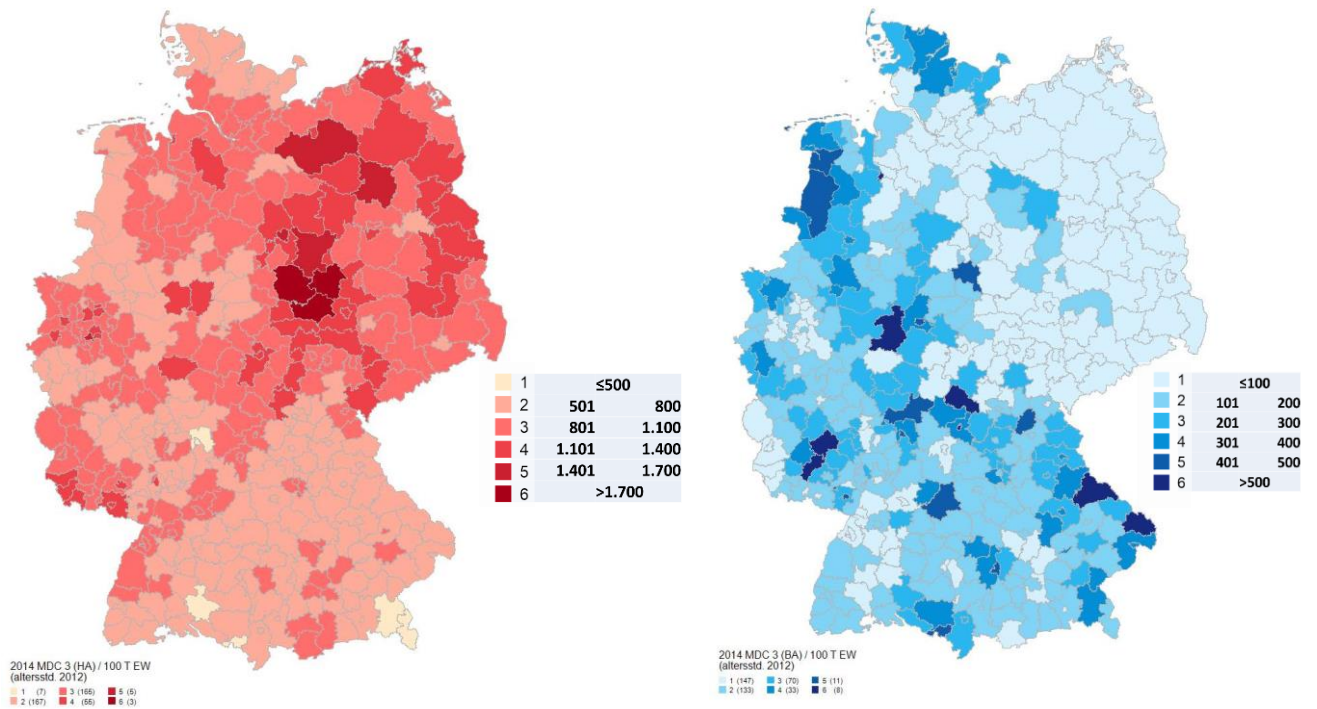 1 ≤500
2 501 800
3 801 1.100
4 1.101 1.400
5 1.401 1.700
6 >1.700
2014 MDC 3 (HA) / 100 T EW
(altersstd. 2012)
1 (7) 3 (165) 5 (5)
2 (167) 4 (55) 6 (3)
1 ≤100
2 101 200
3 201 300
4 301 400
5 401 500
6 >500
2014 MDC 3 (BA) / 100 T EW
(altersstd. 2012)
1 (147) 3 (70) 5 (11)
2 (133) 4 (33) 6 (8)